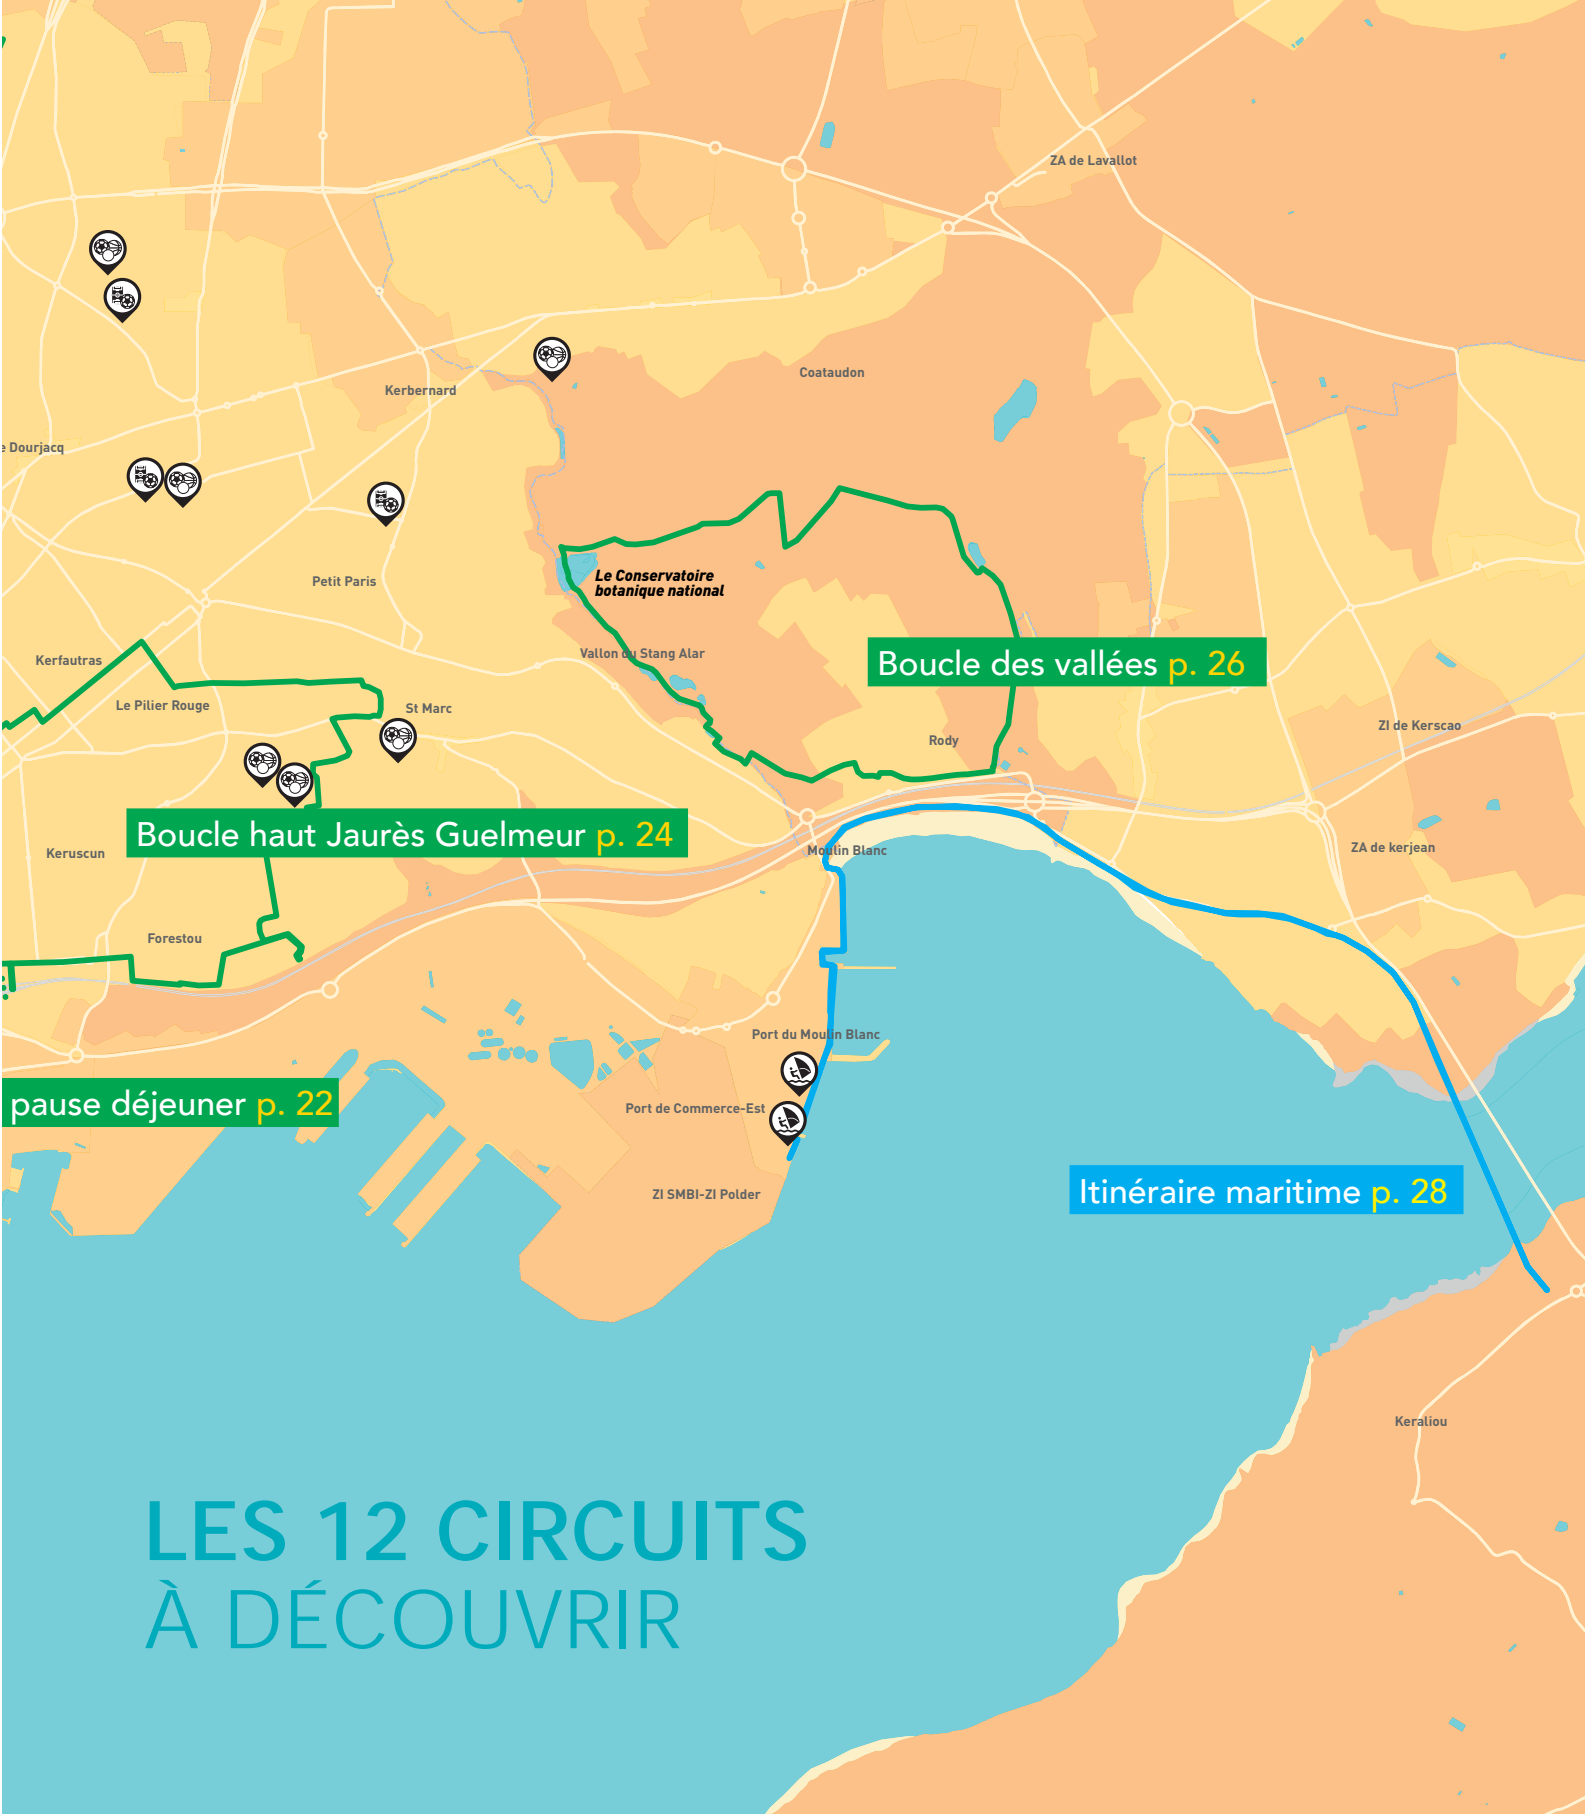 ZA de Lavallot
Coataudon
Kerbernard
e Dourjacq
Le Conservatoire
botanique national
Petit Paris
Vallon du Stang Alar
Kerfautras
Boucle des vallées p. 26
Le Pilier Rouge
St Marc
ZI de Kerscao
Rody
Boucle haut Jaurès Guelmeur p. 24
Keruscun
Moulin Blanc
ZA de kerjean
Forestou
Port du Moulin Blanc
pause déjeuner p. 22
Port de Commerce-Est
ZI SMBI-ZI Polder
Itinéraire maritime p. 28
Keraliou
LES 12 CIRCUITS
À DÉCOUVRIR